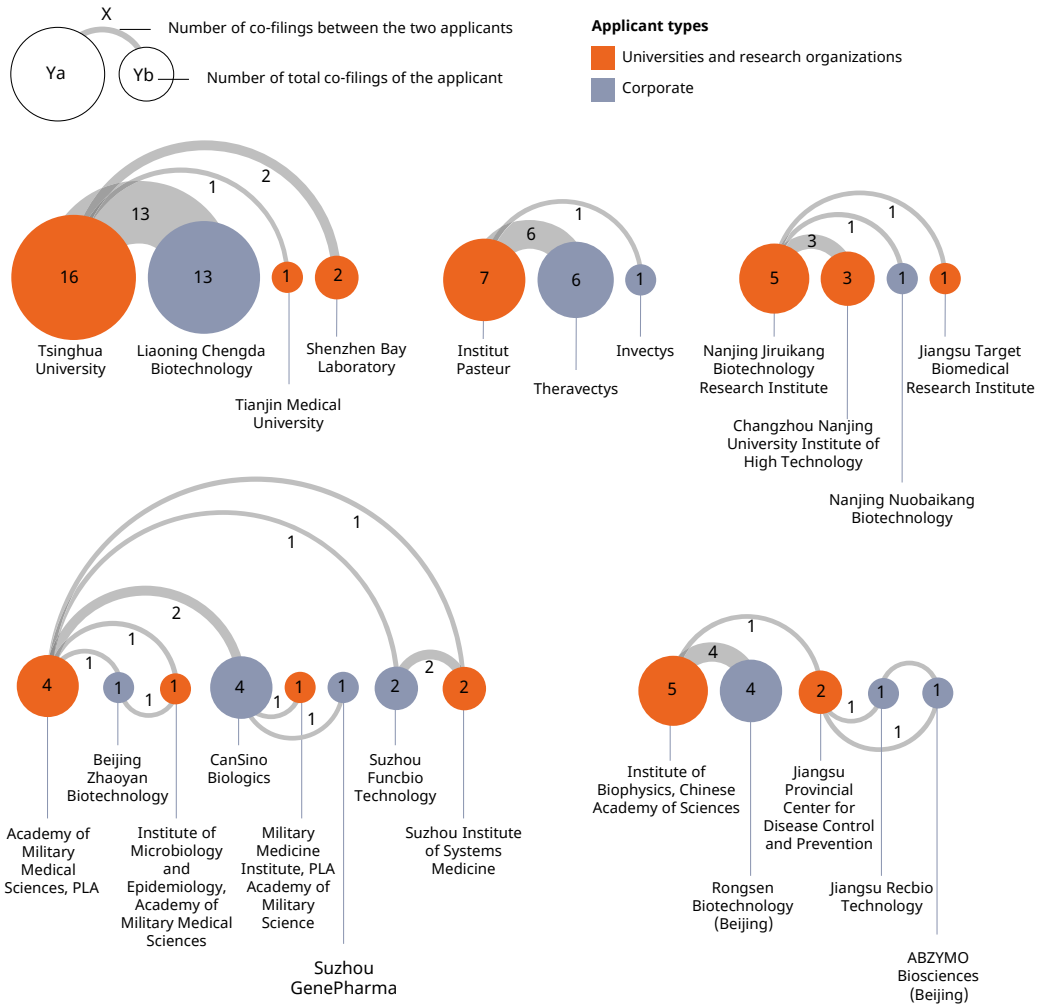 X
Number of co-filings between the two applicants
Ya
Yb
Number of total co-filings of the applicant
Applicant types
Universities and research organizations
Corporate
2
1
13
16
13
1
2
Tsinghua
University
Liaoning Chengda
Biotechnology
Tianjin Medical
University
Shenzhen Bay
Laboratory
1
6
7
6
1
Institut
Pasteur
Theravectys
Invectys
1
1
3
5
3
1
1
Nanjing Jiruikang
Biotechnology
Research Institute
Changzhou Nanjing
University Institute of
High Technology
Nanjing Nuobaikang
Biotechnology
Jiangsu Target
Biomedical
Research Institute
1
1
2
1
1
2
4
1
1
4
1
1
2
2
1
1
1
Academy of
Military
Medical
Sciences, PLA
Beijing
Zhaoyan
Biotechnology
Institute of
Microbiology
and
Epidemiology,
Academy of
Military Medical
Sciences
CanSino
Biologics
Military
Medicine
Institute, PLA
Academy of
Military
Science
Suzhou
GenePharma
Suzhou
Funcbio
Technology
Suzhou Institute
of Systems
Medicine
1
4
5
4
2
1
1
1
1
Institute of
Biophysics, Chinese
Academy of Sciences
Rongsen
Biotechnology
(Beijing)
Jiangsu
Provincial
Center for
Disease Control
and Prevention
Jiangsu Recbio
Technology
ABZYMO
Biosciences
(Beijing)